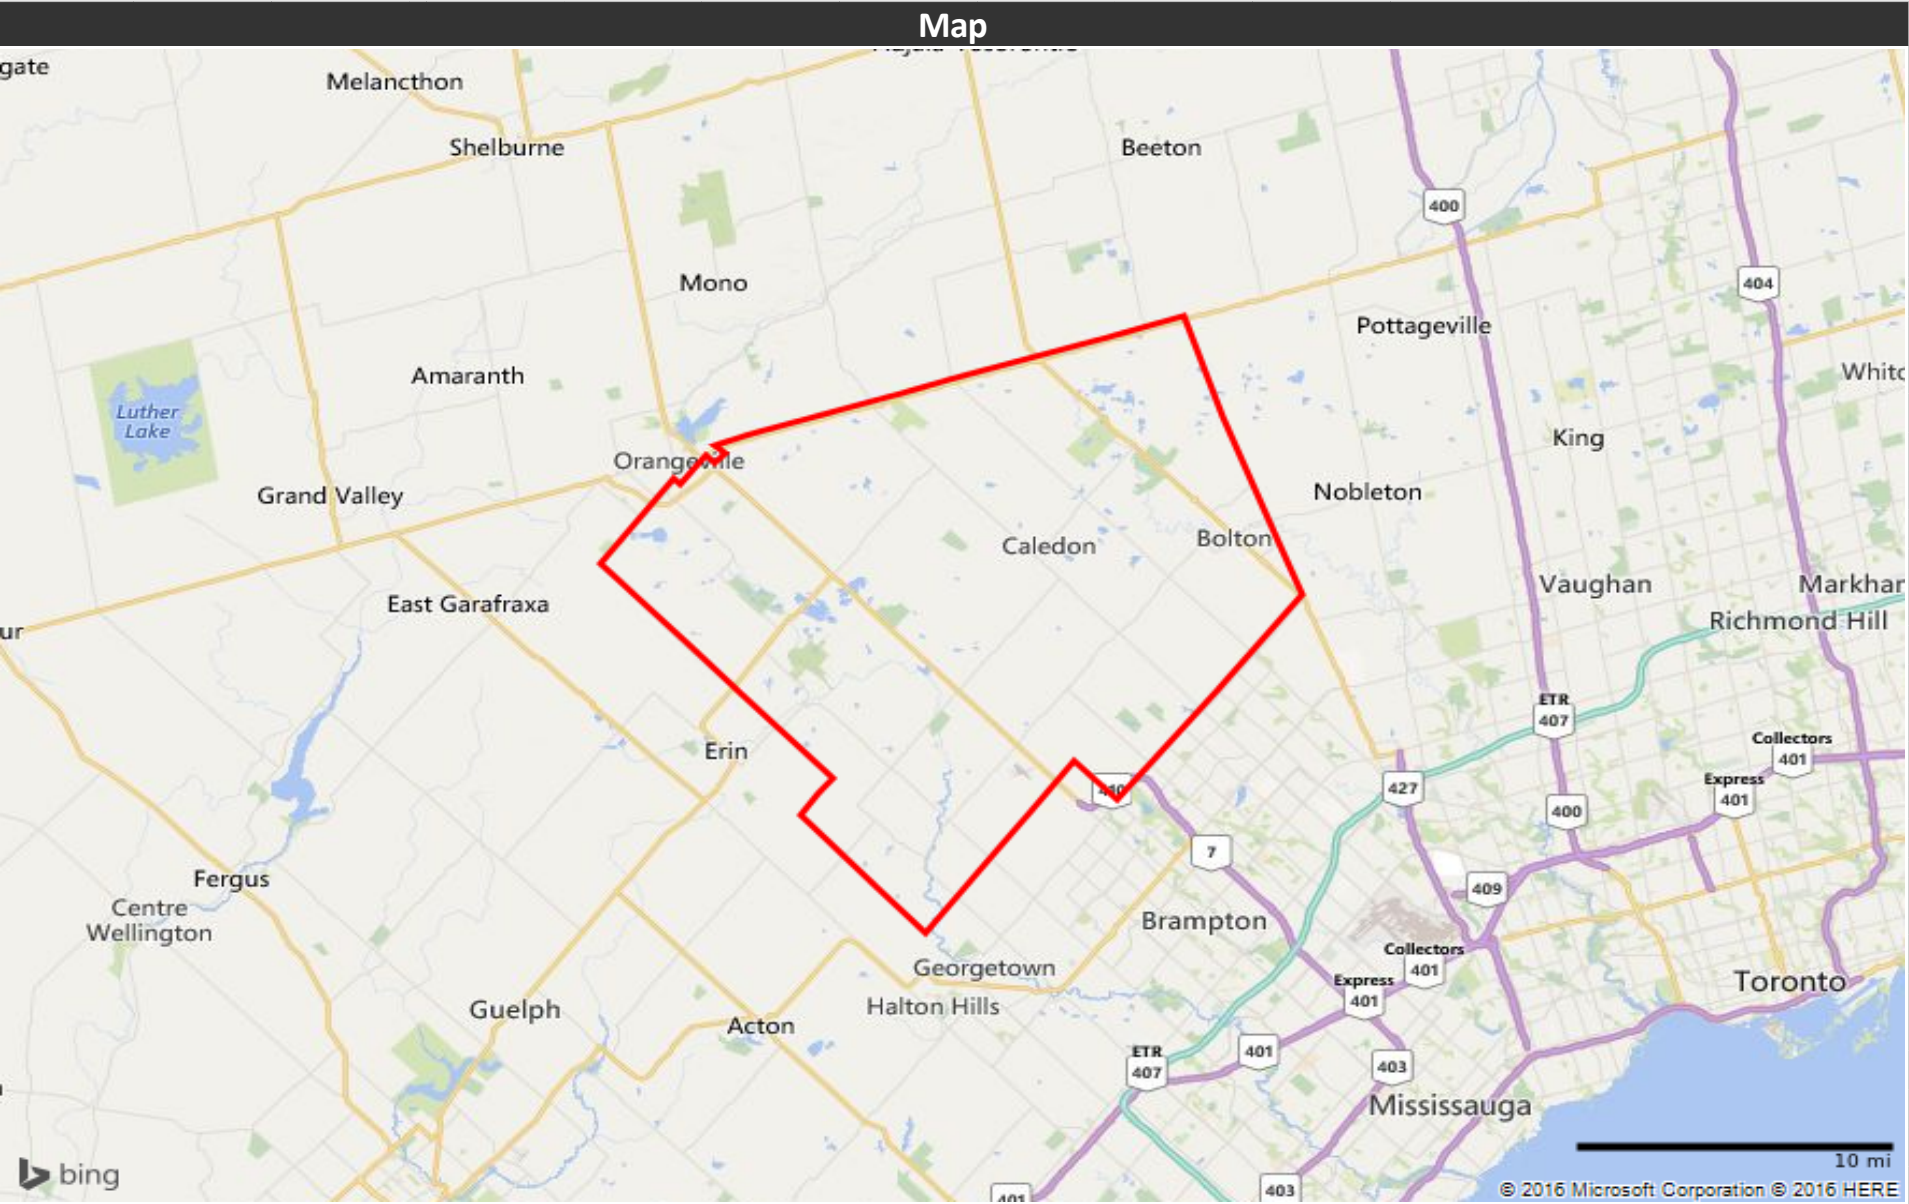 Map
gate
Melancthon
Shelburne
Beeton
400
Mono
404
Pottageville
Amaranth
Whitc
Luther
Lake
King
Orangeville
Grand Valley
Nobleton
Bolton
Caledon
Vaughan
Markhar
East Garafraxa
Richmond Hill
ur
ETR
407
Collectors
401
Erin
Express
401
410
427
400
7
Fergus
409
Centre
Wellington
Brampton
Collectors
401
Georgetown
Express
401
Toronto
Halton Hills
Guelph
Acton
ETR
407
401
403
Mississauga
10 mi
bing
401
403
© 2016 Microsoft Corporation © 2016 HERE